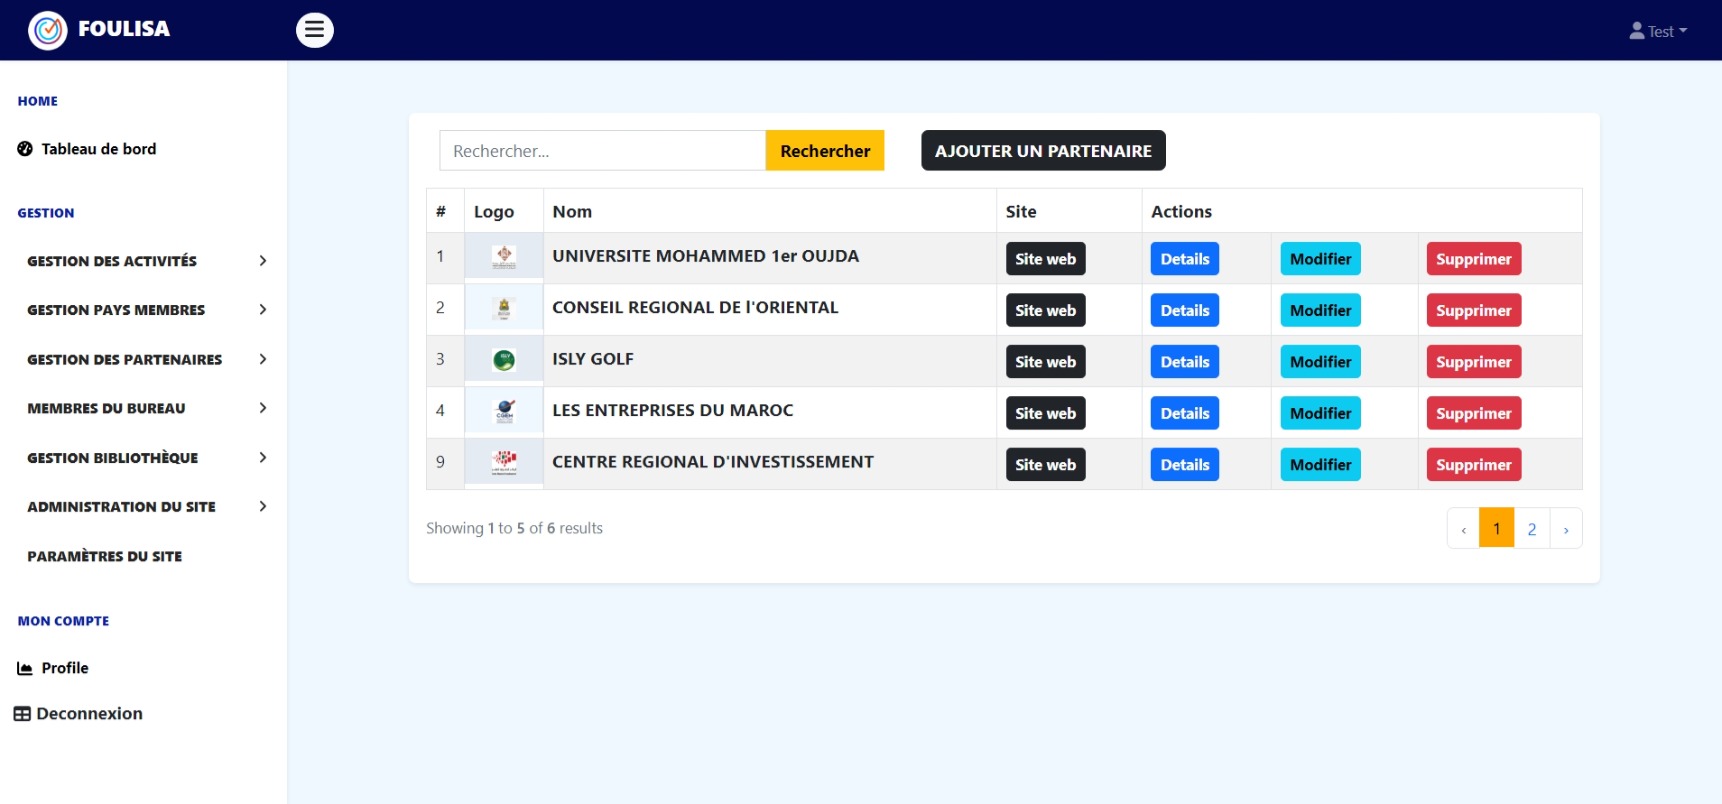 FOULISA
Test
HOME
Tableau de bord
GESTION
GESTION DES ACTIVITÉS
GESTION PAYS MEMBRES
GESTION DES PARTENAIRES
MEMBRES DU BUREAU
GESTION BIBLIOTHÈQUE
ADMINISTRATION DU SITE
PARAMÈTRES DU SITE
MON COMPTE
Profile
Deconnexion
Rechercher... Rechercher AJOUTER UN PARTENAIRE
# Logo Nom Site Actions
1 UNIVERSITE MOHAMMED 1er OUJDA Site web Details Modifier Supprimer
2 CONSEIL REGIONAL DE l'ORIENTAL Site web Details Modifier Supprimer
3 ISLY GOLF Site web Details Modifier Supprimer
4 LES ENTREPRISES DU MAROC Site web Details Modifier Supprimer
9 CENTRE REGIONAL D'INVESTISSEMENT Site web Details Modifier Supprimer
Showing 1 to 5 of 6 results ‹ 1 2 ›